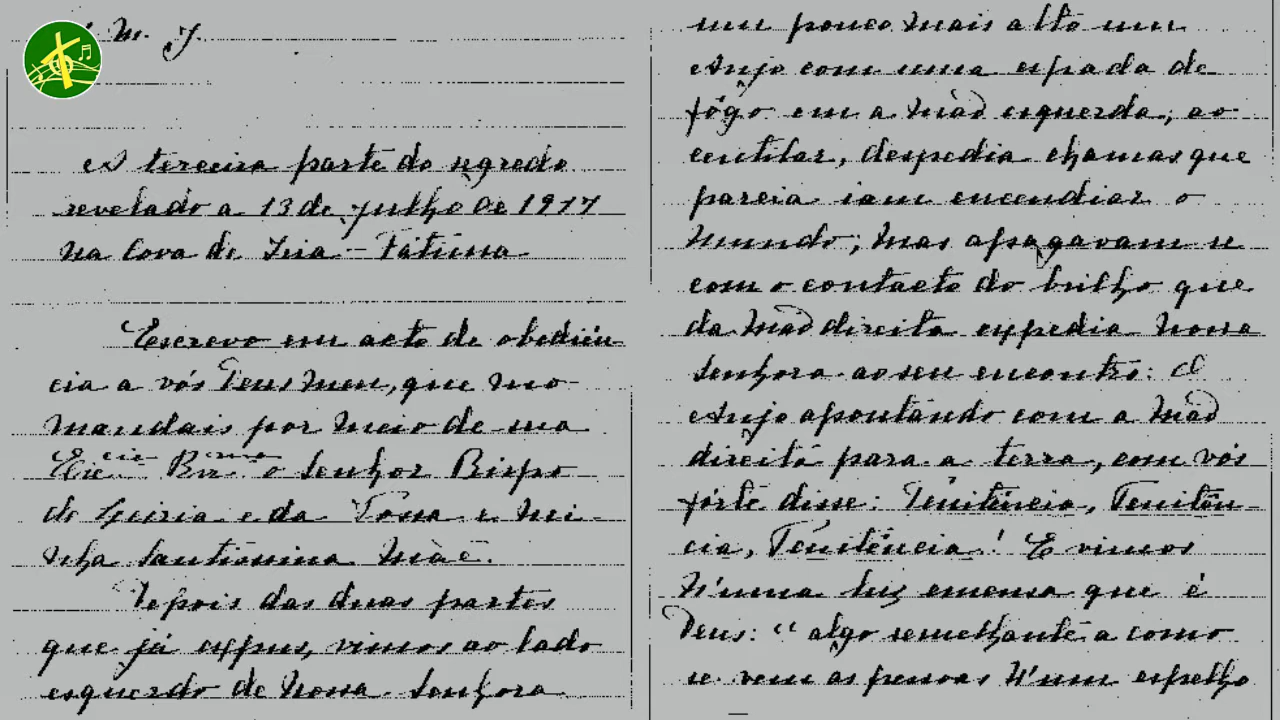 J. M. J.
A terceira parte do segredo
revelado a 13 de Julho de 1917
na Cova de Iria – Fátima
Escrevo em acto de obediên-
cia a vós Deus meu, que mo
mandais por meio de sua
Ex.cia Rev.ma o Senhor Bispo
de Leiria e da Vossa e mi-
nha Santíssima Mãe.
Depois das duas partes
que já expus, vimos ao lado
esquerdo de Nossa Senhora
um pouco mais alto um
Anjo com uma espada de
fôgo em a mão esquerda; ao
centilar, despedia chamas que
parecia iam encendiar o
mundo; mas apagavam-se
com o contacto do brilho que
da mão direita expedia Nossa
Senhora ao seu encontro: O
Anjo apontando com a mão
direita para a terra, com vós
forte disse: Penitência, Peniten-
cia, Penitência! E vimos
n'uma luz emensa que é
Deus: "algo semelhante a como
se vem as pessoas n'um espelho